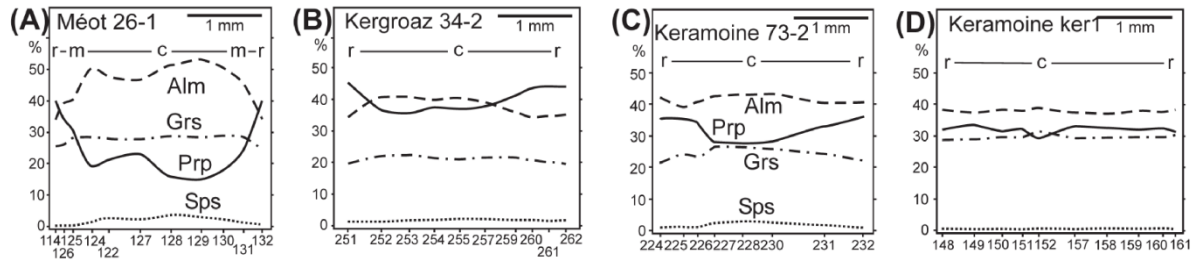 (A) Méot 26-1
1 mm
%
r-m c m-r
50
40
30
20
10
0
Alm
Grs
Prp
Sps
114 125 124 127 128 129 130 132
126 122 131
(B) Kergroaz 34-2
1 mm
%
r c r
50
40
30
20
10
0
251 252 253 254 255 257 259 260 262
261
(C) Keramoine 73-2
1 mm
%
r c r
50
40
30
20
10
0
Alm
Prp
Grs
Sps
224 225 226 227 228 230 231 232
(D) Keramoine ker1
1 mm
%
r c r
50
40
30
20
10
0
148 149 150 151 152 157 158 159 160 161